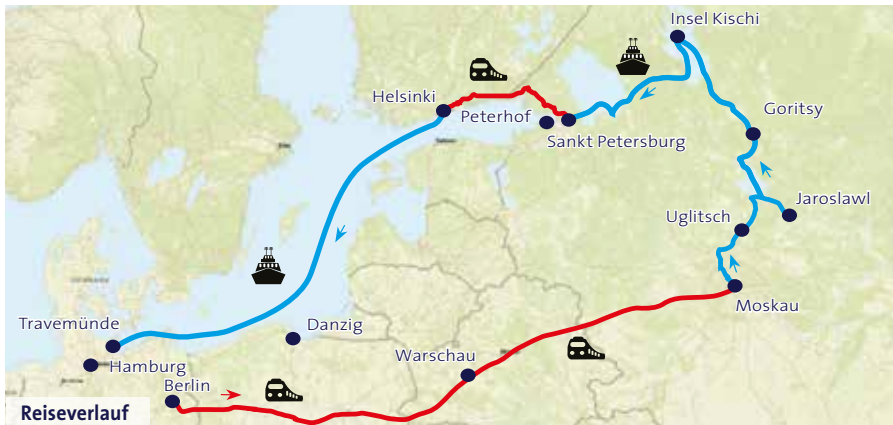 Insel Kischi
Helsinki
Peterhof
Sankt Petersburg
Goritsy
Jaroslawl
Uglitsch
Moskau
Travemünde
Danzig
Hamburg
Warschau
Berlin
Reiseverlauf